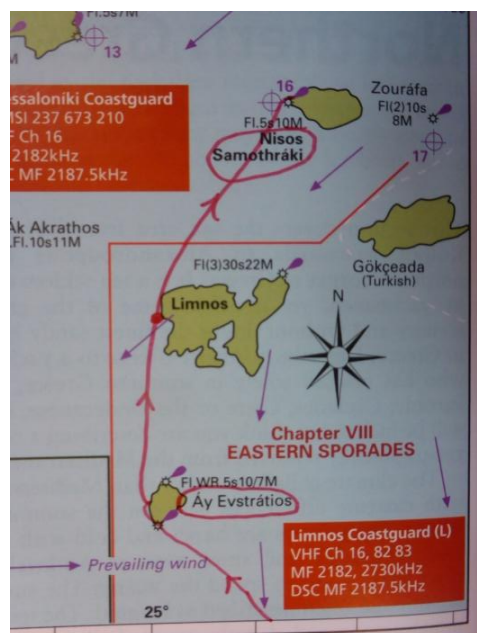 Fl.5s7M
13
M
essaloníki Coastguard
MSI 237 673 210
F Ch 16
2182kHz
SC MF 2187.5kHz
16
Fl.5s10M
Nisos
Samothráki
Zouráfa
Fl(2)10s
8M
17
Ák Akrathos
LFl.10s11M
Gökçeada
(Turkish)
Fl(3)30s22M
Limnos
N
Chapter VIII
EASTERN SPORADES
Fl.WR.5s10/7M
Áy Evstrátios
Limnos Coastguard (L)
VHF Ch 16, 82 83
MF 2182, 2730kHz
DSC MF 2187.5kHz
Prevailing wind
25°